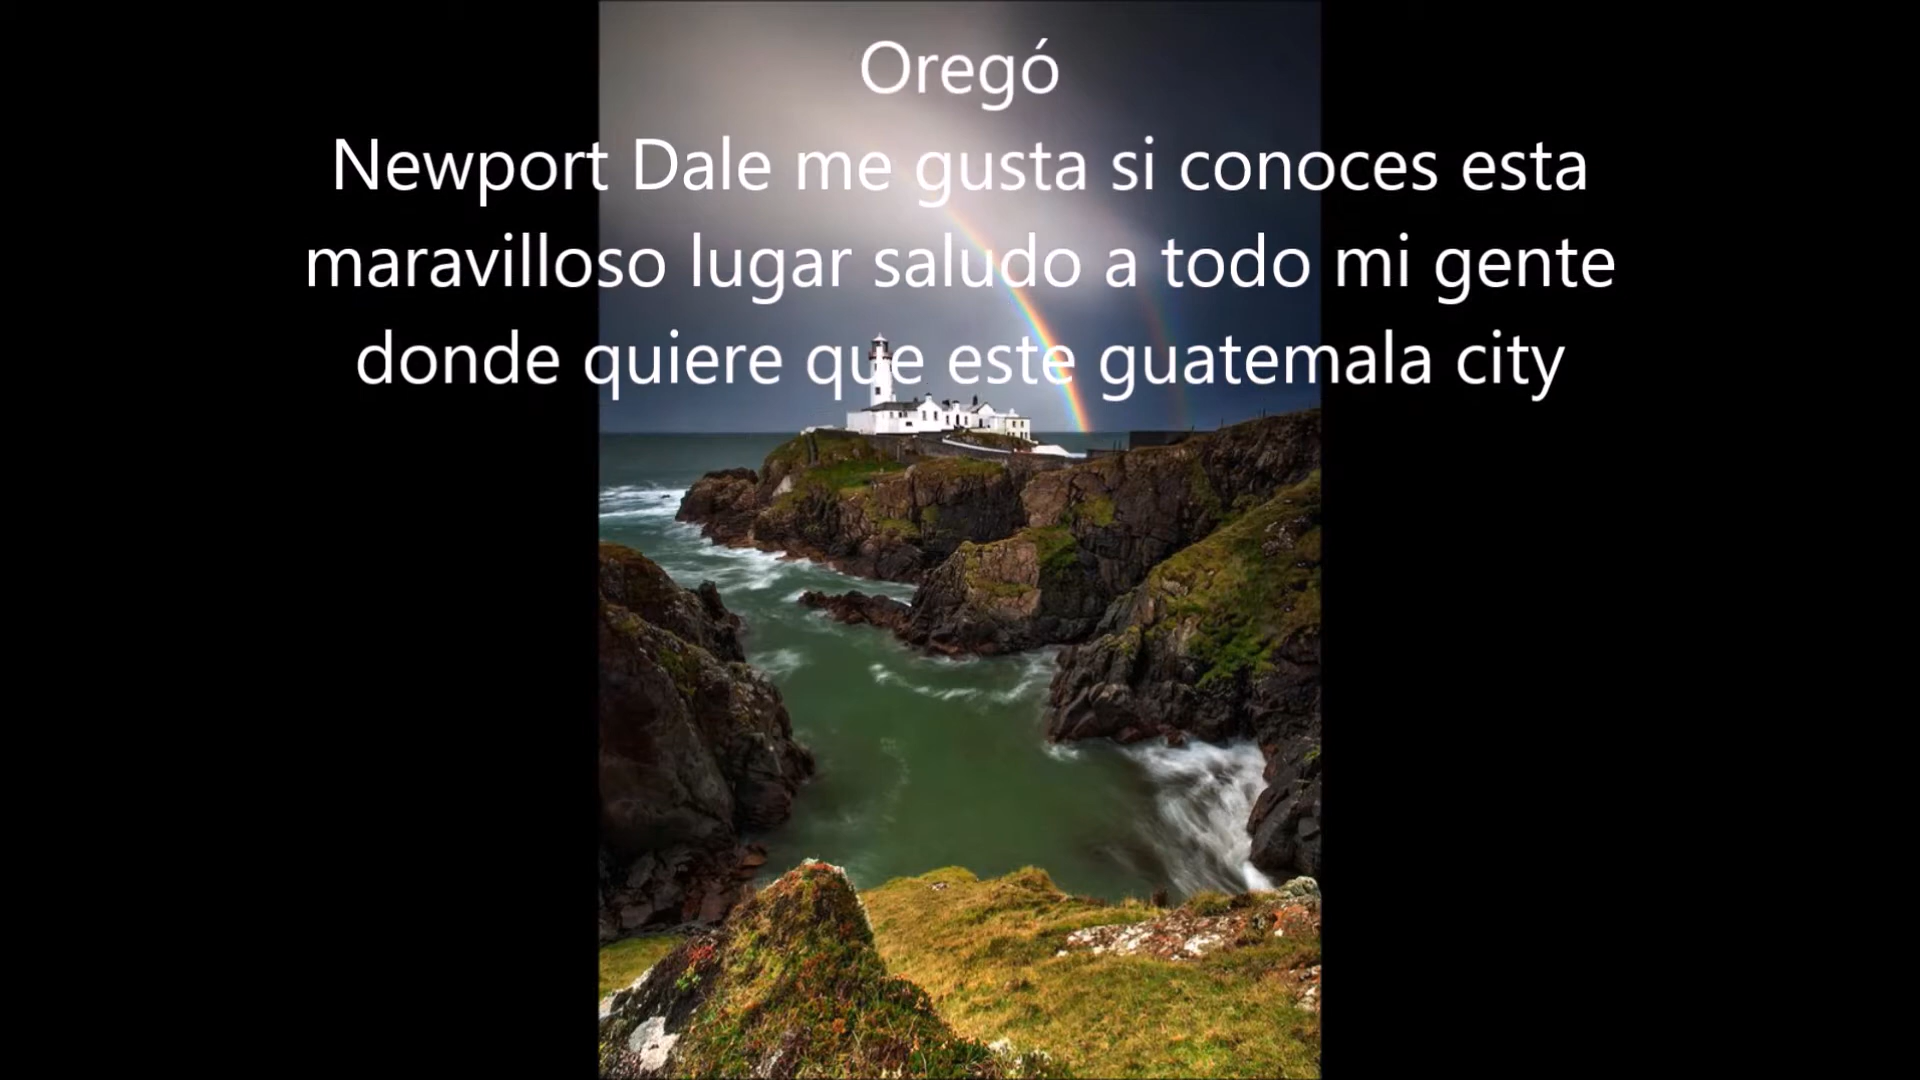 Oregó
Newport Dale me gusta si conoces esta
maravilloso lugar saludo a todo mi gente
donde quiere que este guatemala city